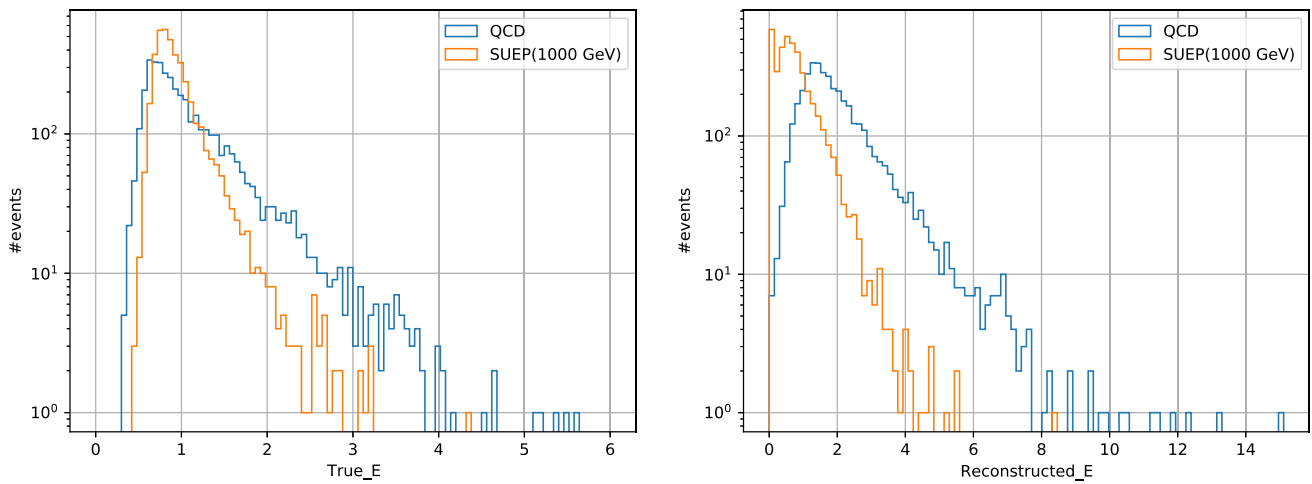 QCD
SUEP(1000 GeV)
10²
10¹
10⁰
#events
0 1 2 3 4 5 6
True_E
QCD
SUEP(1000 GeV)
10²
10¹
10⁰
#events
0 2 4 6 8 10 12 14
Reconstructed_E